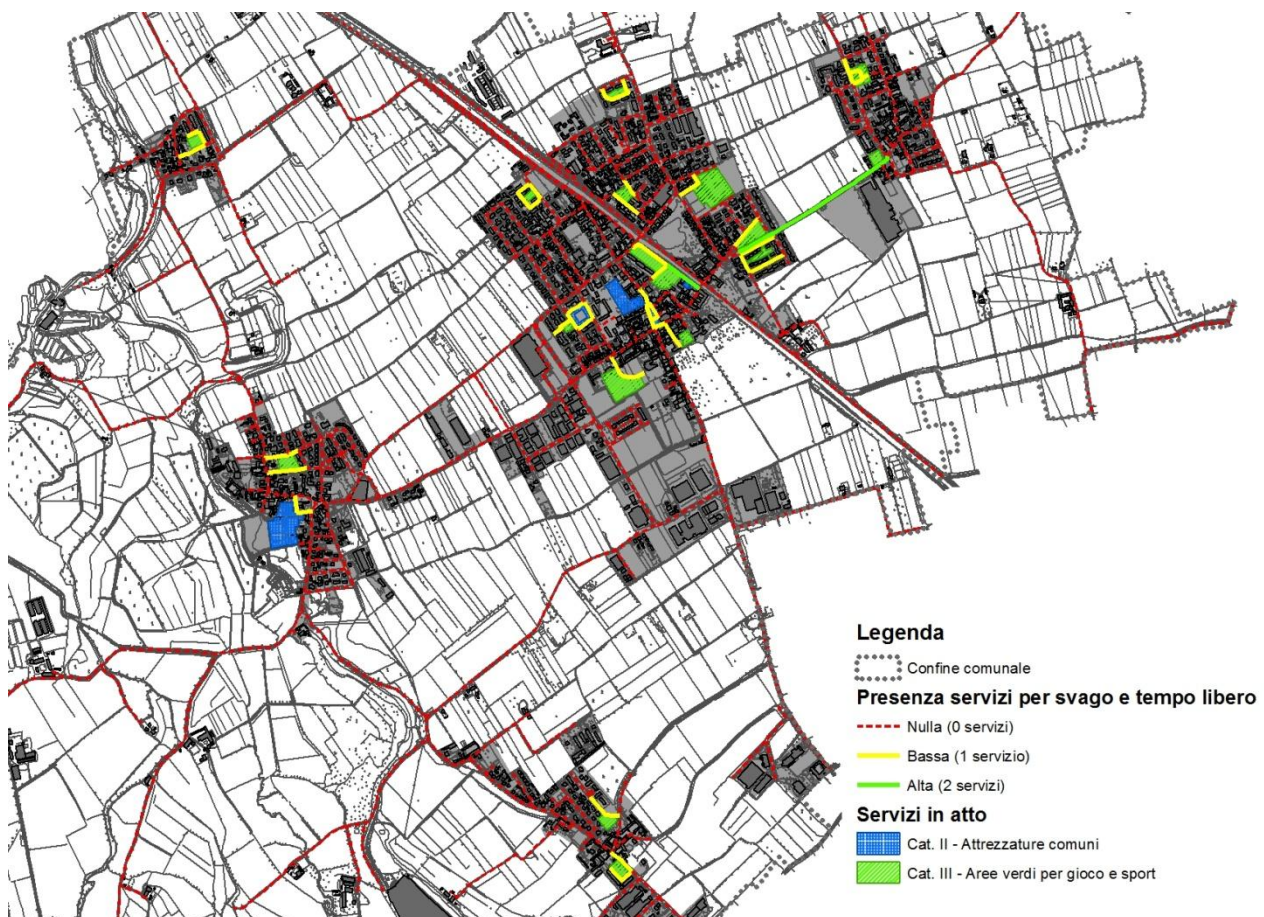 Legenda
Confine comunale
Presenza servizi per svago e tempo libero
Nulla (0 servizi)
Bassa (1 servizio)
Alta (2 servizi)
Servizi in atto
Cat. II - Attrezzature comuni
Cat. III - Aree verdi per gioco e sport